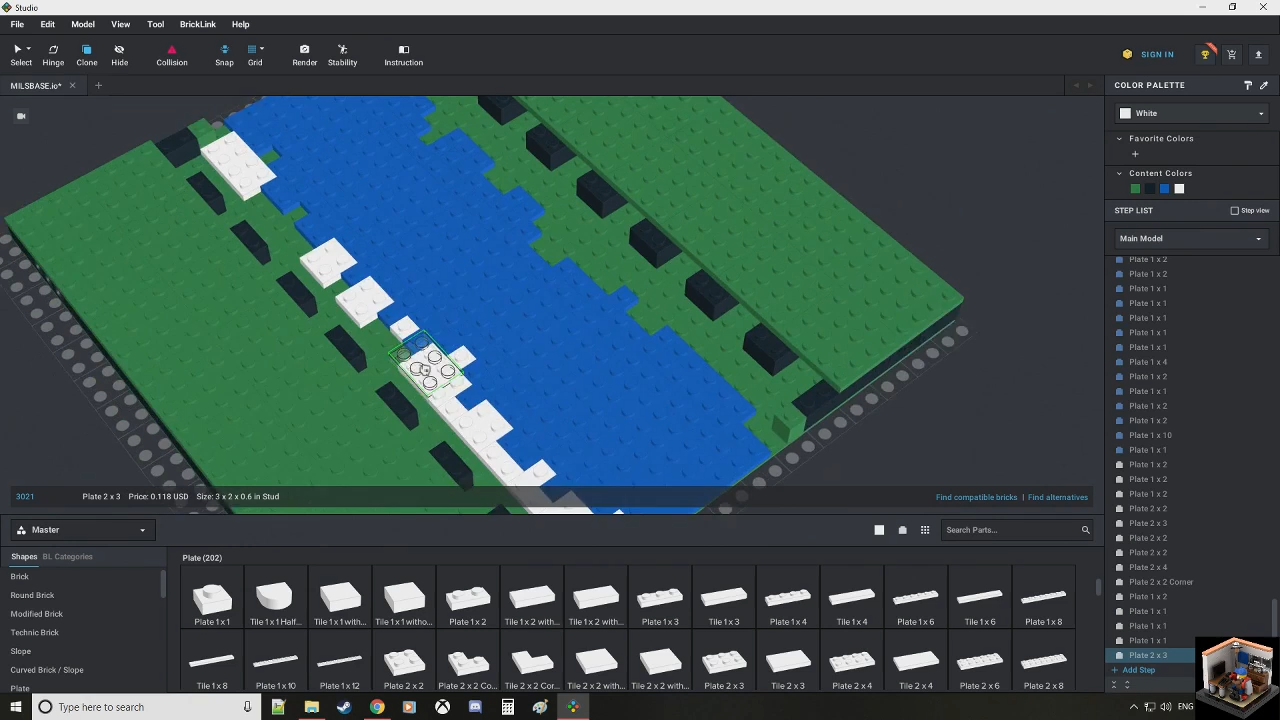 Studio
File Edit Model View Tool BrickLink Help
Select Hinge Clone Hide Collision Snap Grid Render Stability Instruction
SIGN IN
MILSBASE.io*
COLOR PALETTE
White
Favorite Colors
Content Colors
STEP LIST
Step view
Main Model
Plate 1 x 2
Plate 1 x 2
Plate 1 x 1
Plate 1 x 1
Plate 1 x 1
Plate 1 x 1
Plate 1 x 1
Plate 1 x 4
Plate 1 x 2
Plate 1 x 1
Plate 1 x 2
Plate 1 x 2
Plate 1 x 10
Plate 1 x 1
Plate 1 x 2
Plate 1 x 2
Plate 1 x 2
Plate 2 x 2
Plate 2 x 3
Plate 2 x 2
Plate 2 x 2
Plate 2 x 4
Plate 2 x 2 Corner
Plate 1 x 2
Plate 1 x 1
Plate 1 x 1
Plate 1 x 1
Plate 2 x 3
Add Step
3021 Plate 2 x 3 Price: 0.118 USD Size: 3 x 2 x 0.6 in Stud
Find compatible bricks | Find alternatives
Master
Search Parts...
Shapes BL Categories
Brick
Round Brick
Modified Brick
Technic Brick
Slope
Curved Brick / Slope
Plate
Plate (202)
Plate 1 x 1 Tile 1 x 1 Half... Tile 1 x 1 with... Tile 1 x 1 witho... Plate 1 x 2 Tile 1 x 2 with... Tile 1 x 2 with... Plate 1 x 3 Tile 1 x 3 Plate 1 x 4 Tile 1 x 4 Plate 1 x 6 Tile 1 x 6 Plate 1 x 8
Tile 1 x 8 Plate 1 x 10 Plate 1 x 12 Plate 2 x 2 Plate 2 x 2 Co... Tile 2 x 2 Cor... Tile 2 x 2 with... Tile 2 x 2 with... Plate 2 x 3 Tile 2 x 3 Plate 2 x 4 Tile 2 x 4 Plate 2 x 6 Plate 2 x 8
Type here to search